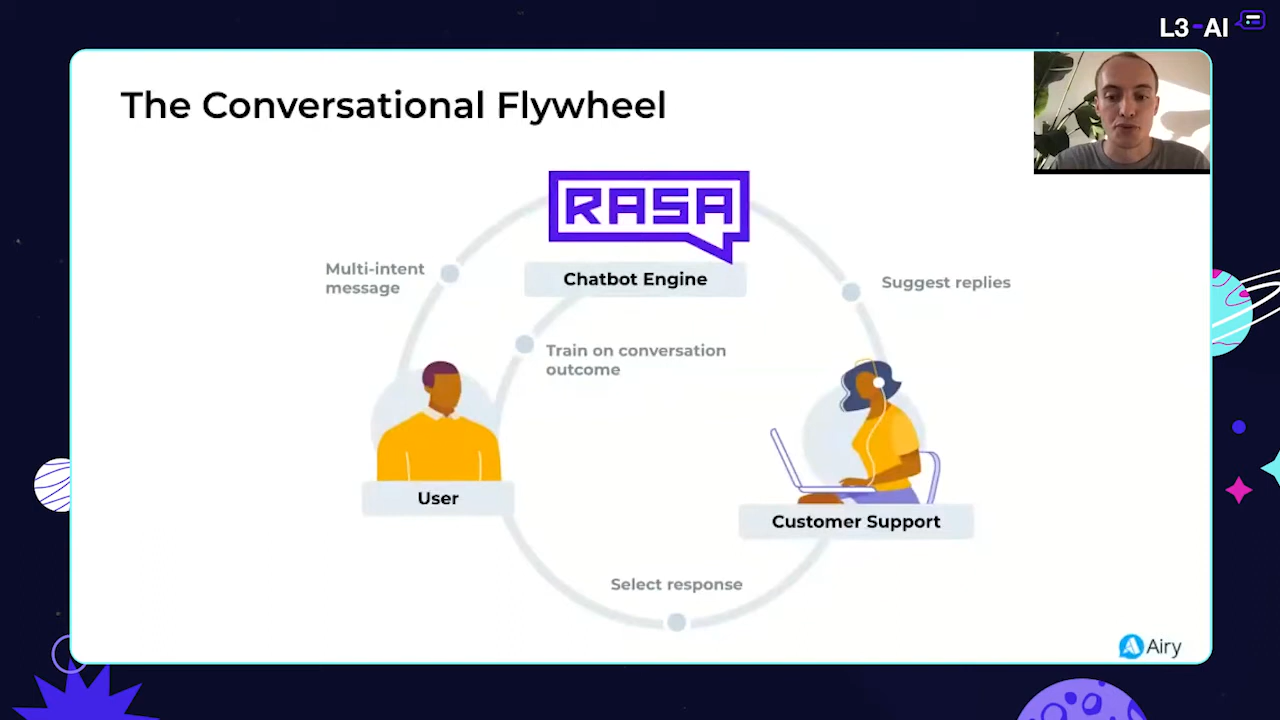 L3-AI
The Conversational Flywheel
RASA
Chatbot Engine
Multi-intent
message
Suggest replies
Train on conversation
outcome
User
Customer Support
Select response
Airy